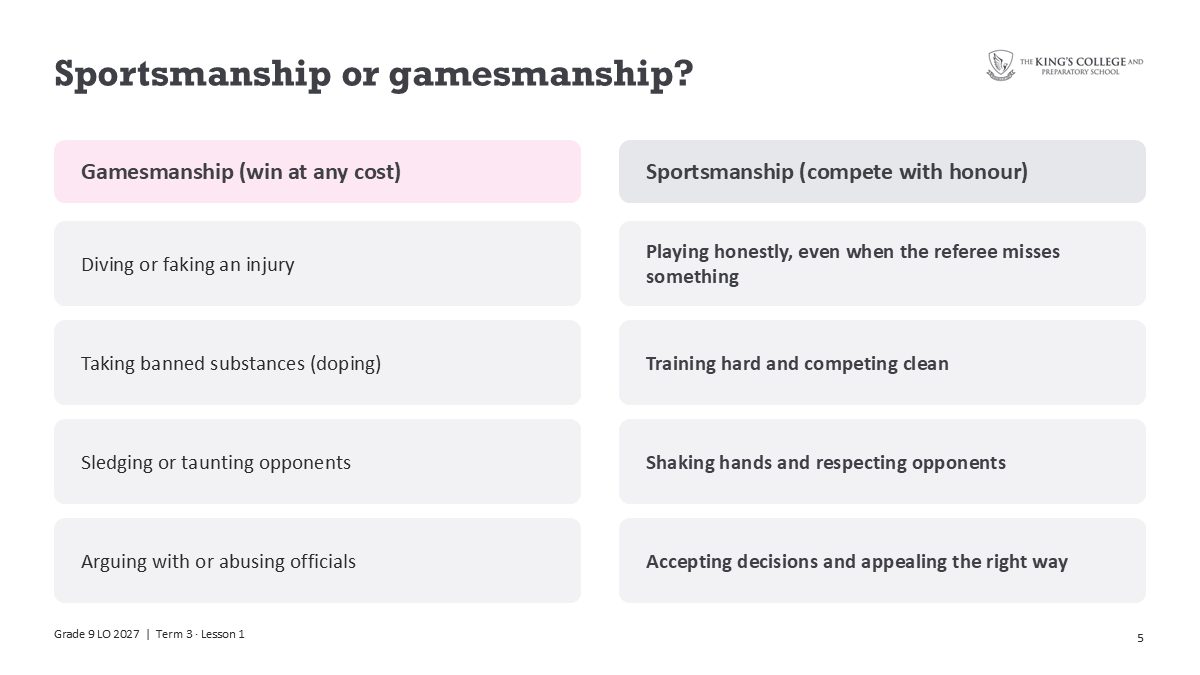 Sportsmanship or gamesmanship?
THE KING'S COLLEGE AND
PREPARATORY SCHOOL
Gamesmanship (win at any cost)
Sportsmanship (compete with honour)
Diving or faking an injury
Playing honestly, even when the referee misses
something
Taking banned substances (doping)
Training hard and competing clean
Sledging or taunting opponents
Shaking hands and respecting opponents
Arguing with or abusing officials
Accepting decisions and appealing the right way
Grade 9 LO 2027 | Term 3 · Lesson 1
5